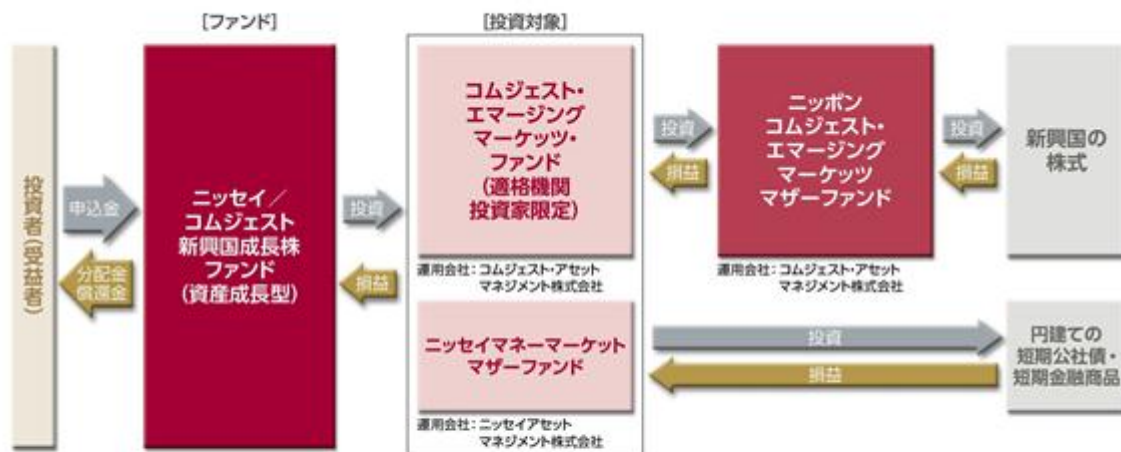 [ファンド]
[投資対象]
投資者(受益者)
申込金
分配金
償還金
ニッセイ／
コムジェスト
新興国成長株
ファンド
(資産成長型)
投資
損益
コムジェスト・
エマージング
マーケッツ・
ファンド
(適格機関
投資家限定)
運用会社：コムジェスト・アセット
マネジメント株式会社
投資
損益
ニッポン
コムジェスト・
エマージング
マーケッツ
マザーファンド
運用会社：コムジェスト・アセット
マネジメント株式会社
投資
損益
新興国の
株式
ニッセイマネーマーケット
マザーファンド
運用会社：ニッセイアセット
マネジメント株式会社
投資
損益
円建ての
短期公社債・
短期金融商品